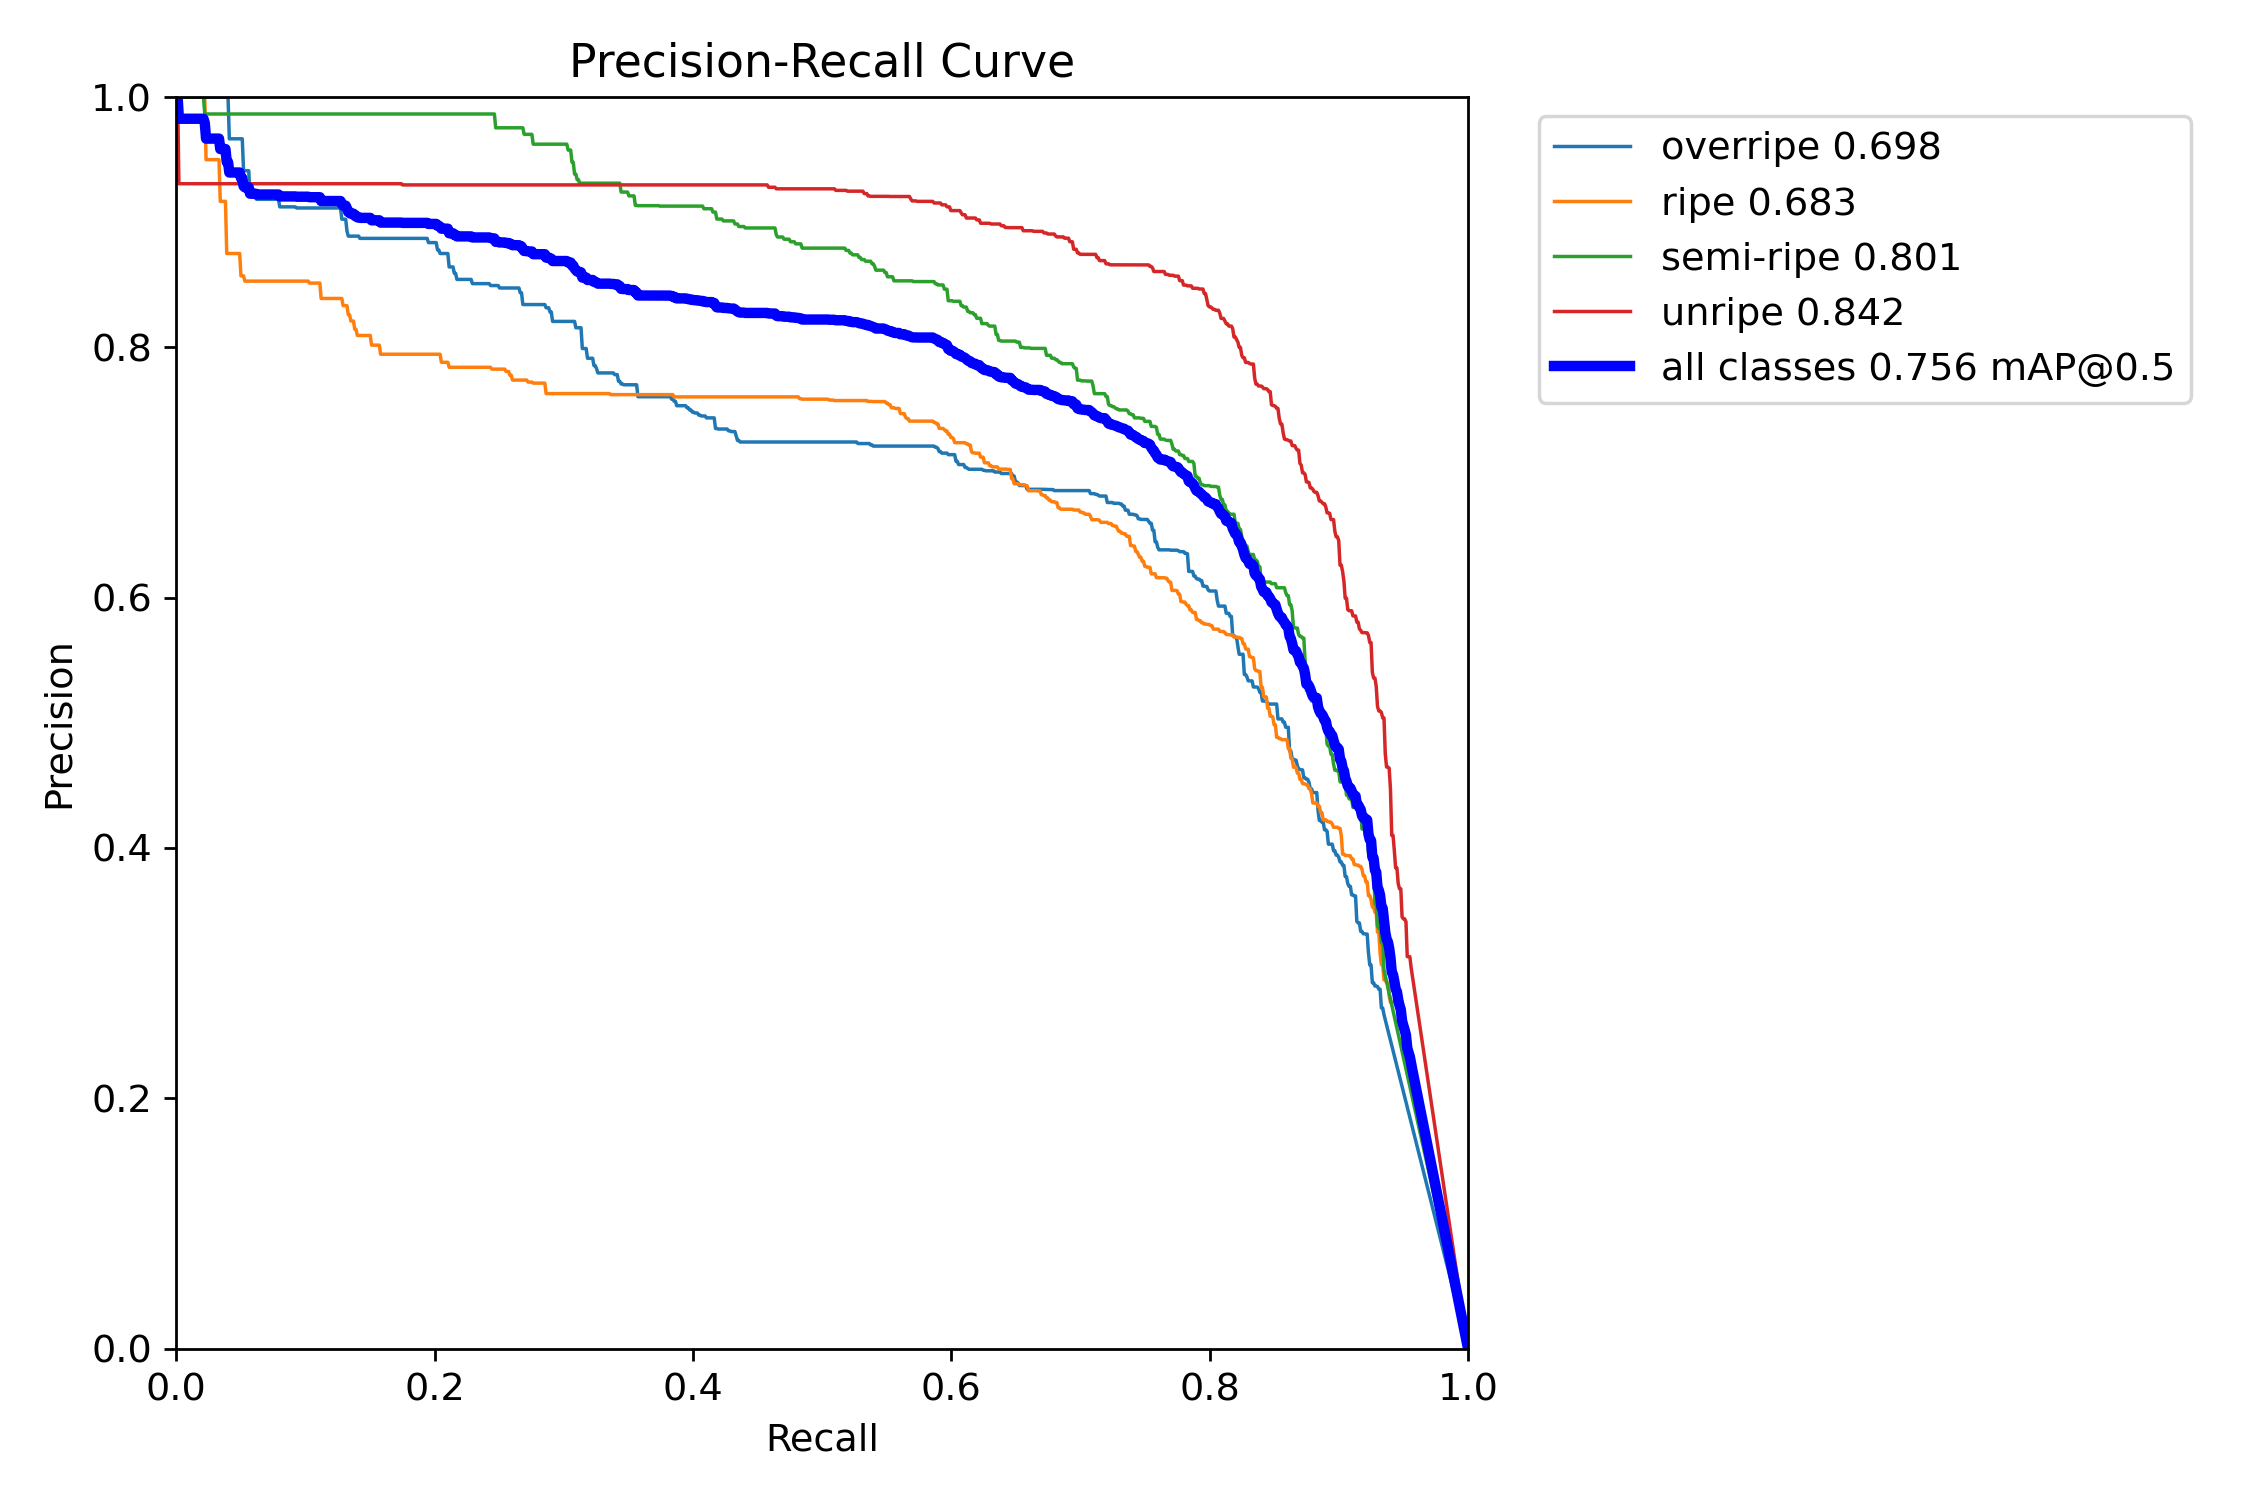 Precision-Recall Curve
1.0
0.8
0.6
0.4
0.2
0.0
Precision
0.0 0.2 0.4 0.6 0.8 1.0
Recall
overripe 0.698
ripe 0.683
semi-ripe 0.801
unripe 0.842
all classes 0.756 mAP@0.5